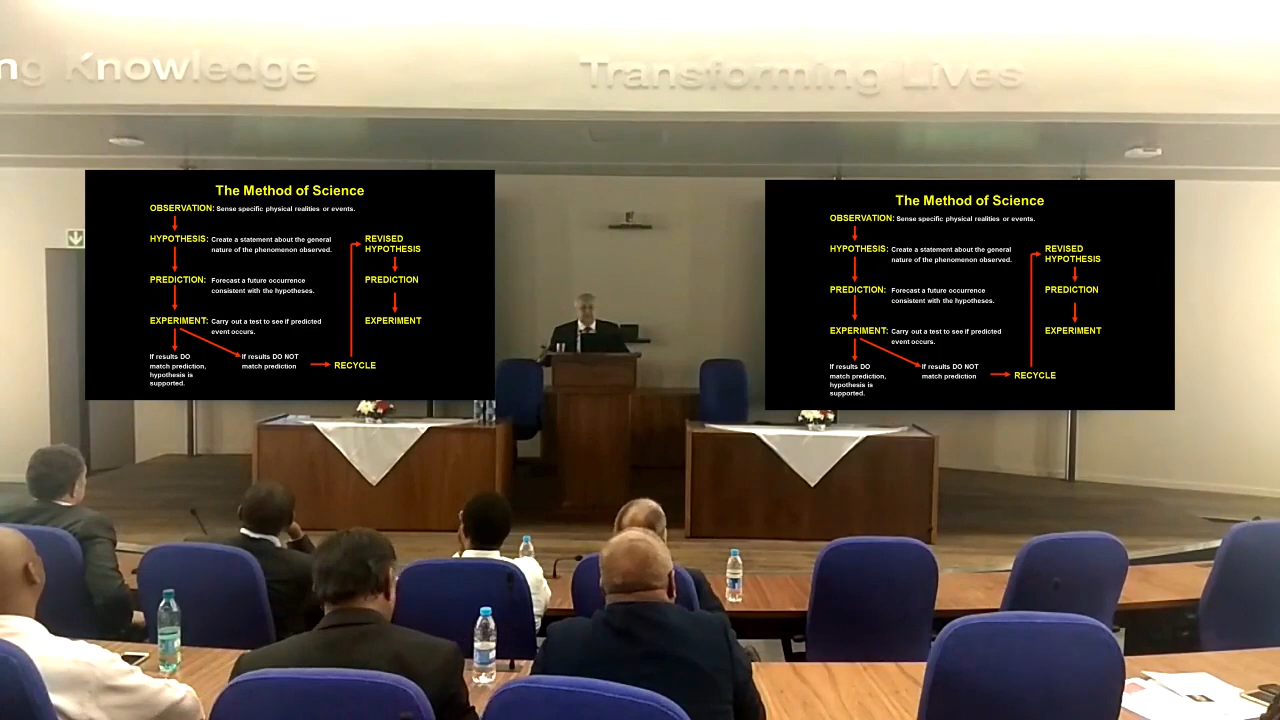 ng Knowledge
Transforming Lives
The Method of Science
OBSERVATION: Sense specific physical realities or events.
HYPOTHESIS: Create a statement about the general
nature of the phenomenon observed.
PREDICTION: Forecast a future occurrence
consistent with the hypotheses.
EXPERIMENT: Carry out a test to see if predicted
event occurs.
If results DO
match prediction,
hypothesis is
supported.
If results DO NOT
match prediction
RECYCLE
REVISED
HYPOTHESIS
PREDICTION
EXPERIMENT
The Method of Science
OBSERVATION: Sense specific physical realities or events.
HYPOTHESIS: Create a statement about the general
nature of the phenomenon observed.
PREDICTION: Forecast a future occurrence
consistent with the hypotheses.
EXPERIMENT: Carry out a test to see if predicted
event occurs.
If results DO
match prediction,
hypothesis is
supported.
If results DO NOT
match prediction
RECYCLE
REVISED
HYPOTHESIS
PREDICTION
EXPERIMENT